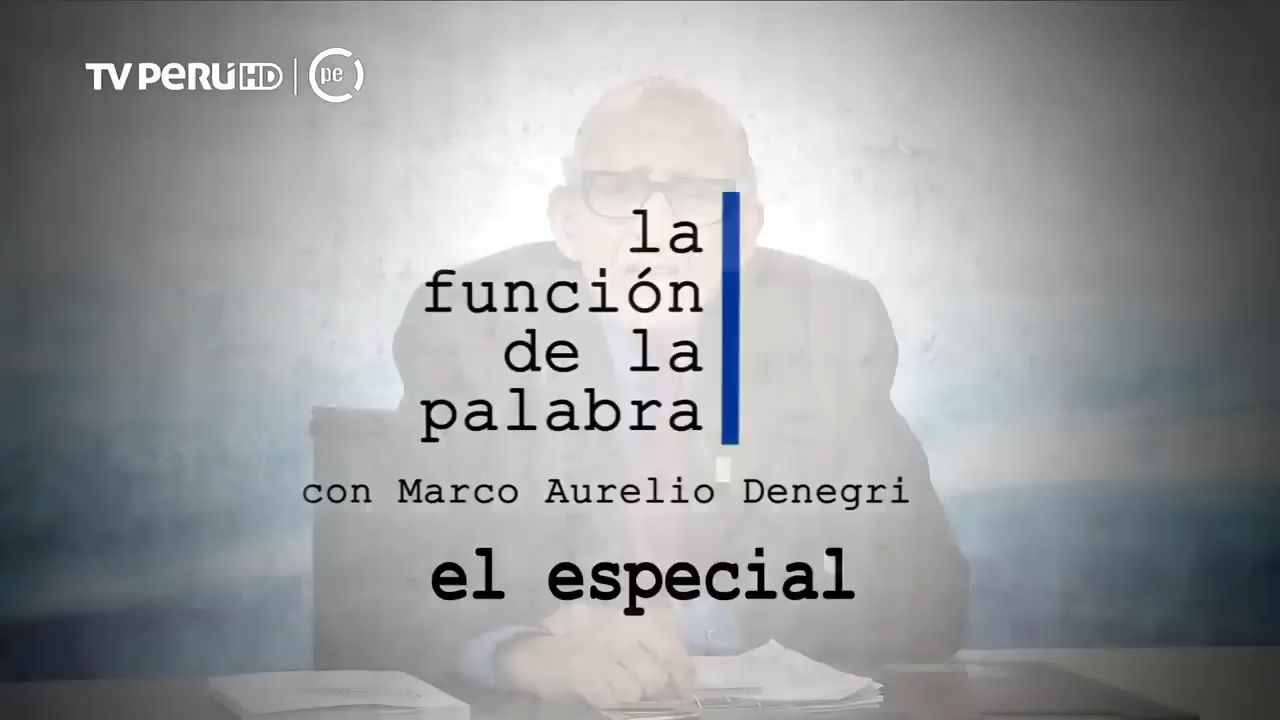 TV PERÚ HD | pe
la
función
de la
palabra
con Marco Aurelio Denegri
el especial